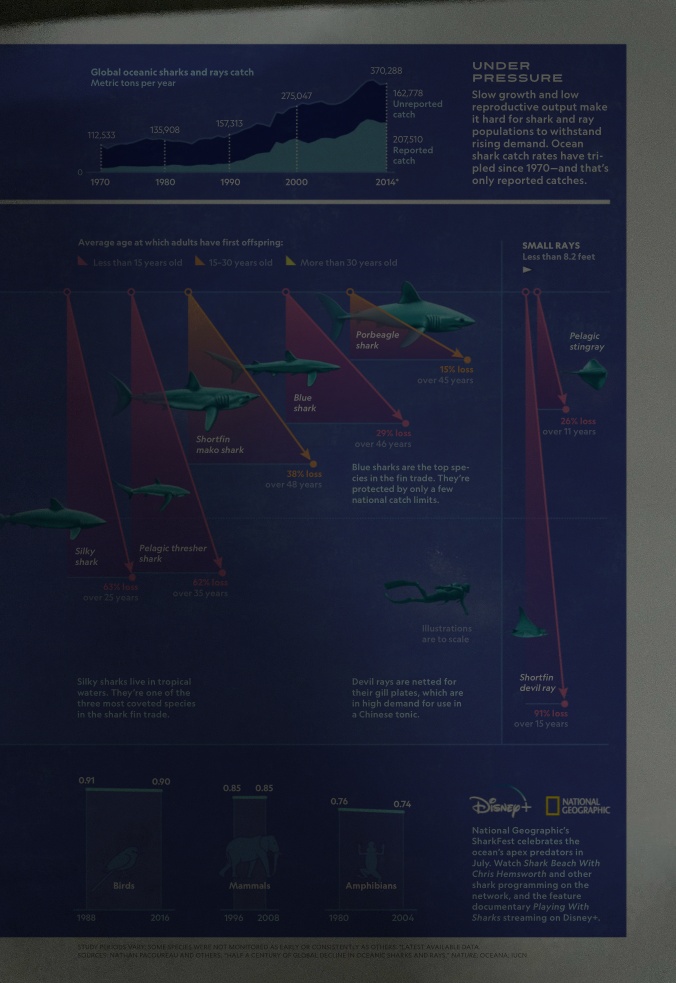 Global oceanic sharks and rays catch
Metric tons per year
370,288
275,047
162,778
Unreported
catch
157,313
135,908
112,533
207,510
Reported
catch
0
1970
1980
1990
2000
2014*
UNDER
PRESSURE
Slow growth and low
reproductive output make
it hard for shark and ray
populations to withstand
rising demand. Ocean
shark catch rates have tri-
pled since 1970—and that's
only reported catches.
Average age at which adults have first offspring:
Less than 15 years old
15-30 years old
More than 30 years old
SMALL RAYS
Less than 8.2 feet
Porbeagle
shark
15% loss
over 45 years
Pelagic
stingray
26% loss
over 11 years
Blue
shark
29% loss
over 46 years
Shortfin
mako shark
38% loss
over 48 years
Blue sharks are the top spe-
cies in the fin trade. They're
protected by only a few
national catch limits.
Silky
shark
Pelagic thresher
shark
over 25 years
62% loss
over 35 years
Illustrations
are to scale
Silky sharks live in tropical
waters. They're one of the
three most coveted species
in the shark fin trade.
Devil rays are netted for
their gill plates, which are
in high demand for use in
a Chinese tonic.
Shortfin
devil ray
91% loss
over 15 years
0.91
0.90
Birds
1988
2016
0.85
0.85
Mammals
1996
2008
0.76
0.74
Amphibians
1980
2004
Disney+
NATIONAL
GEOGRAPHIC
National Geographic's
SharkFest celebrates the
ocean's apex predators in
July. Watch Shark Beach With
Chris Hemsworth and other
shark programming on the
network, and the feature
documentary Playing With
Sharks streaming on Disney+.
STUDY PERIODS VARY; SOME SPECIES WERE NOT MONITORED AS EARLY OR CONSISTENTLY AS OTHERS. *LATEST AVAILABLE DATA
SOURCES: NATHAN PACOUREAU AND OTHERS, "HALF A CENTURY OF GLOBAL DECLINE IN OCEANIC SHARKS AND RAYS," NATURE; OCEANA; IUCN